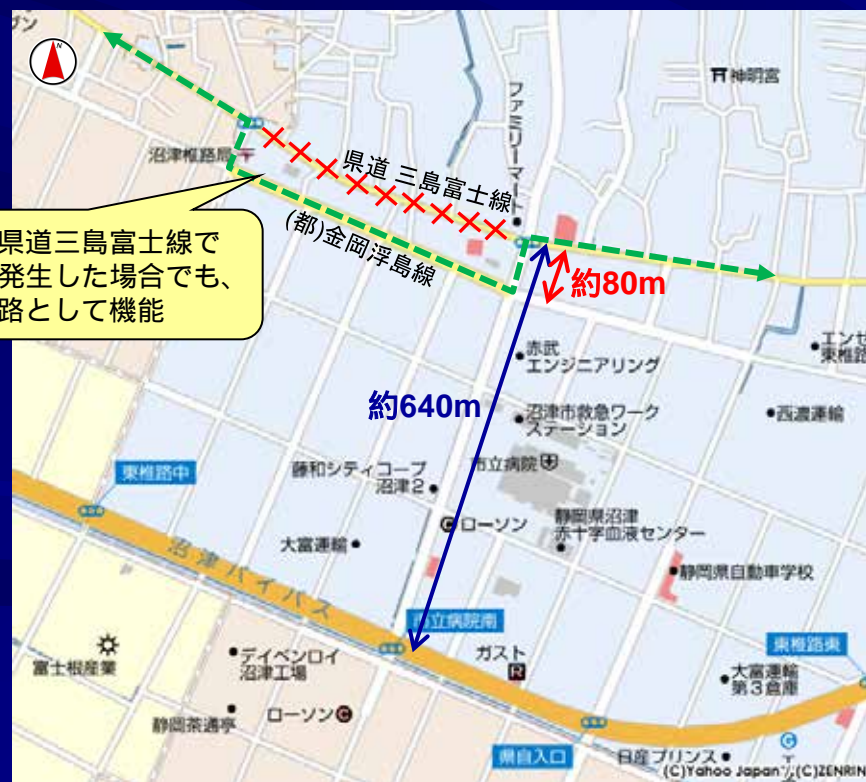 ヴン
N
ファミリーマート
神明宮
沼津椎路局
県道 三島富士線
県道三島富士線で
発生した場合でも、
路として機能
(都)金岡浮島線
約80m
赤武
エンジニアリング
エンゼ
東椎路
約640m
沼津市救急ワーク
ステーション
西濃運輸
東椎路中
藤和シティコープ
沼津2
市立病院
ローソン
静岡県沼津
赤十字血液センター
大富運輸
沼津バイパス
静岡県自動車学校
市立病院南
東椎路東
富士根産業
デイベンロイ
沼津工場
ガスト
R
大富運輸
第3倉庫
静岡茶通亭
ローソン
県自入口
日産プリンス
G
(C)Yahoo Japan,(C)ZENRIN